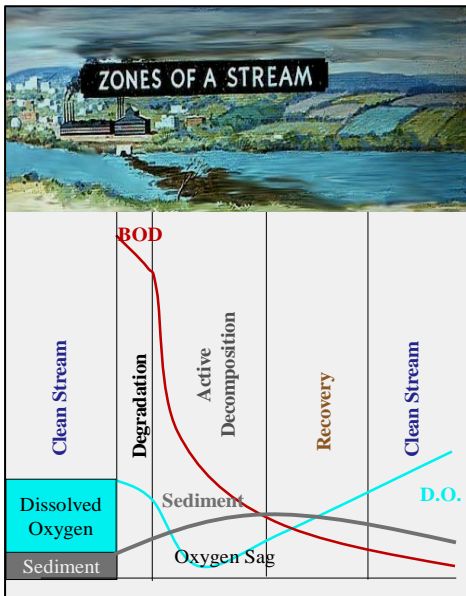 ZONES OF A STREAM
BOD
Clean Stream
Degradation
Active
Decomposition
Recovery
Clean Stream
Dissolved
Oxygen
Sediment
D.O.
Sediment
Oxygen Sag